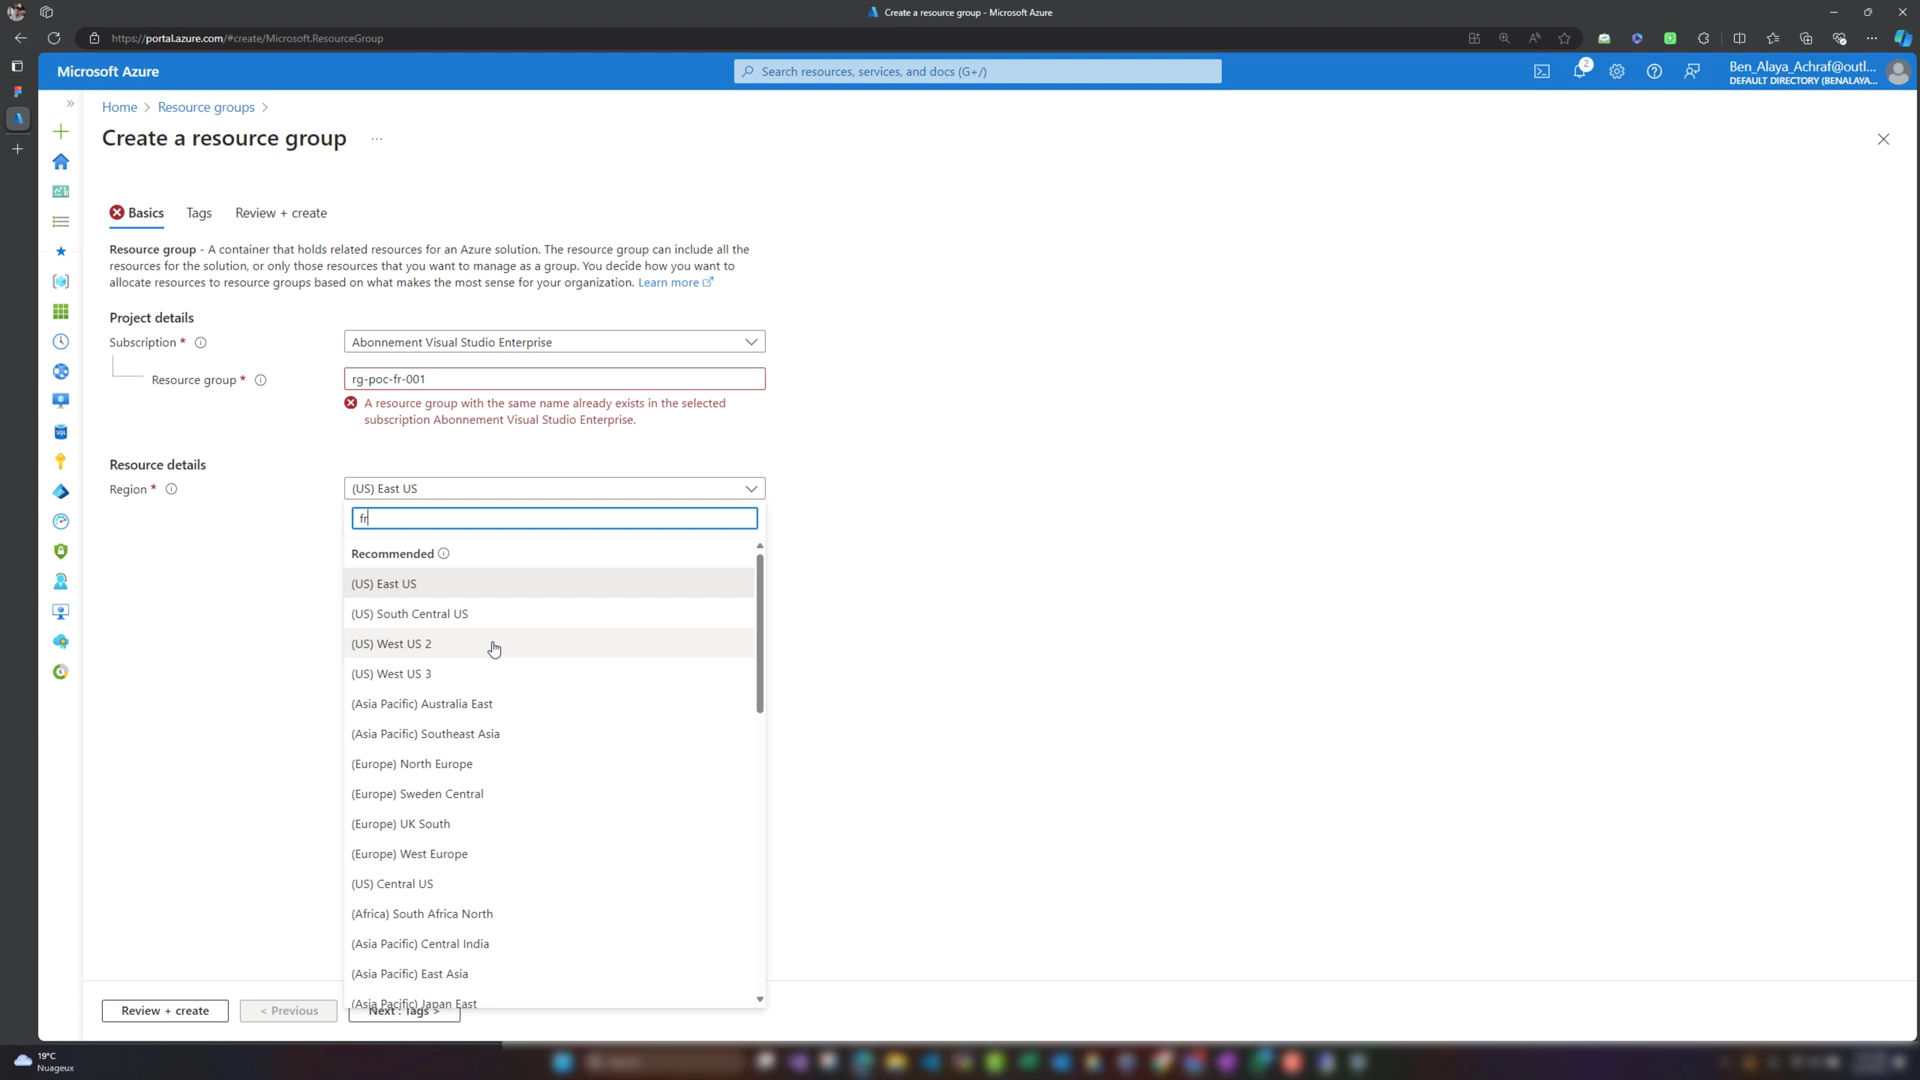 Create a resource group - Microsoft Azure
https://portal.azure.com/#create/Microsoft.ResourceGroup
Microsoft Azure
Search resources, services, and docs (G+/)
2
Ben_Alaya_Achraf@outl...
DEFAULT DIRECTORY (BENALAYA...
Home > Resource groups >
Create a resource group ...
Basics Tags Review + create
Resource group - A container that holds related resources for an Azure solution. The resource group can include all the
resources for the solution, or only those resources that you want to manage as a group. You decide how you want to
allocate resources to resource groups based on what makes the most sense for your organization. Learn more
Project details
Subscription * Abonnement Visual Studio Enterprise
Resource group * rg-poc-fr-001
A resource group with the same name already exists in the selected
subscription Abonnement Visual Studio Enterprise.
Resource details
Region * (US) East US
fr
Recommended
(US) East US
(US) South Central US
(US) West US 2
(US) West US 3
(Asia Pacific) Australia East
(Asia Pacific) Southeast Asia
(Europe) North Europe
(Europe) Sweden Central
(Europe) UK South
(Europe) West Europe
(US) Central US
(Africa) South Africa North
(Asia Pacific) Central India
(Asia Pacific) East Asia
(Asia Pacific) Japan East
Review + create < Previous Next : Tags >
19°C
Nuageux